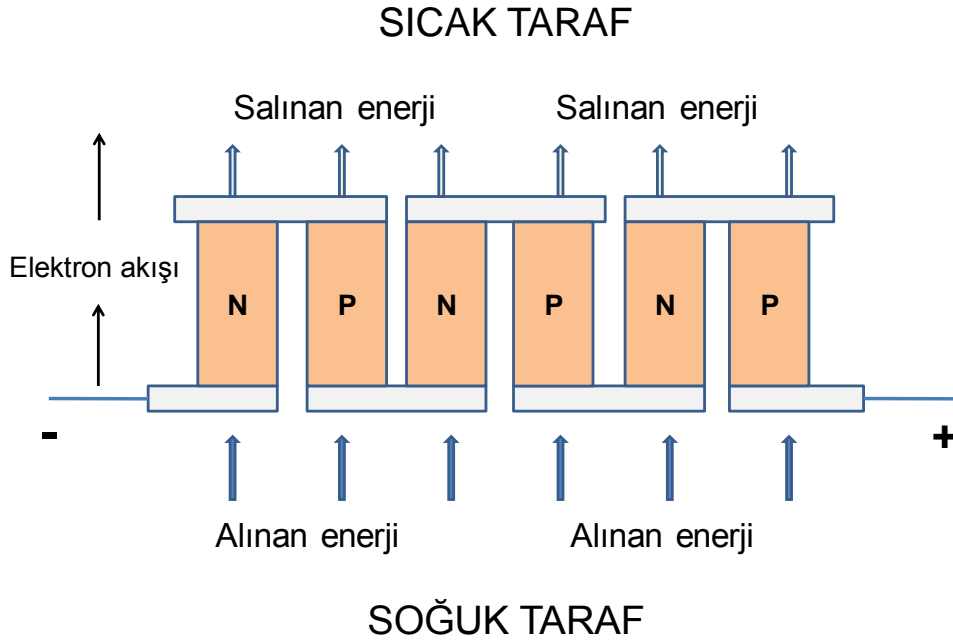 SICAK TARAF
Salınan enerji Salınan enerji
Elektron akışı
N P N P N P
- +
Alınan enerji Alınan enerji
SOĞUK TARAF